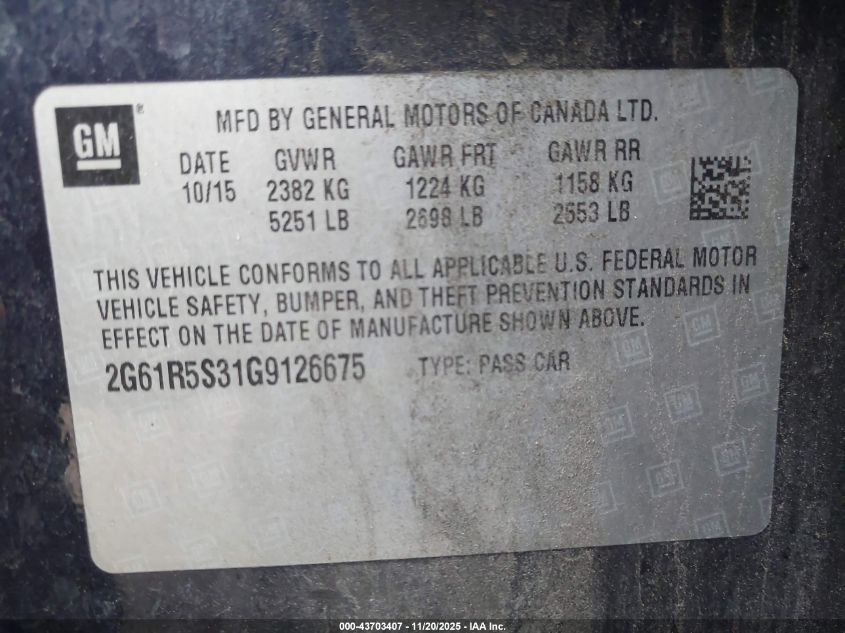 GM ®
MFD BY GENERAL MOTORS OF CANADA LTD.
DATE GVWR GAWR FRT GAWR RR
10/15 2382 KG 1224 KG 1158 KG
5251 LB 2698 LB 2553 LB
THIS VEHICLE CONFORMS TO ALL APPLICABLE U.S. FEDERAL MOTOR
VEHICLE SAFETY, BUMPER, AND THEFT PREVENTION STANDARDS IN
EFFECT ON THE DATE OF MANUFACTURE SHOWN ABOVE.
2G61R5S31G9126675 TYPE: PASS CAR
000-43703407 - 11/20/2025 - IAA Inc.